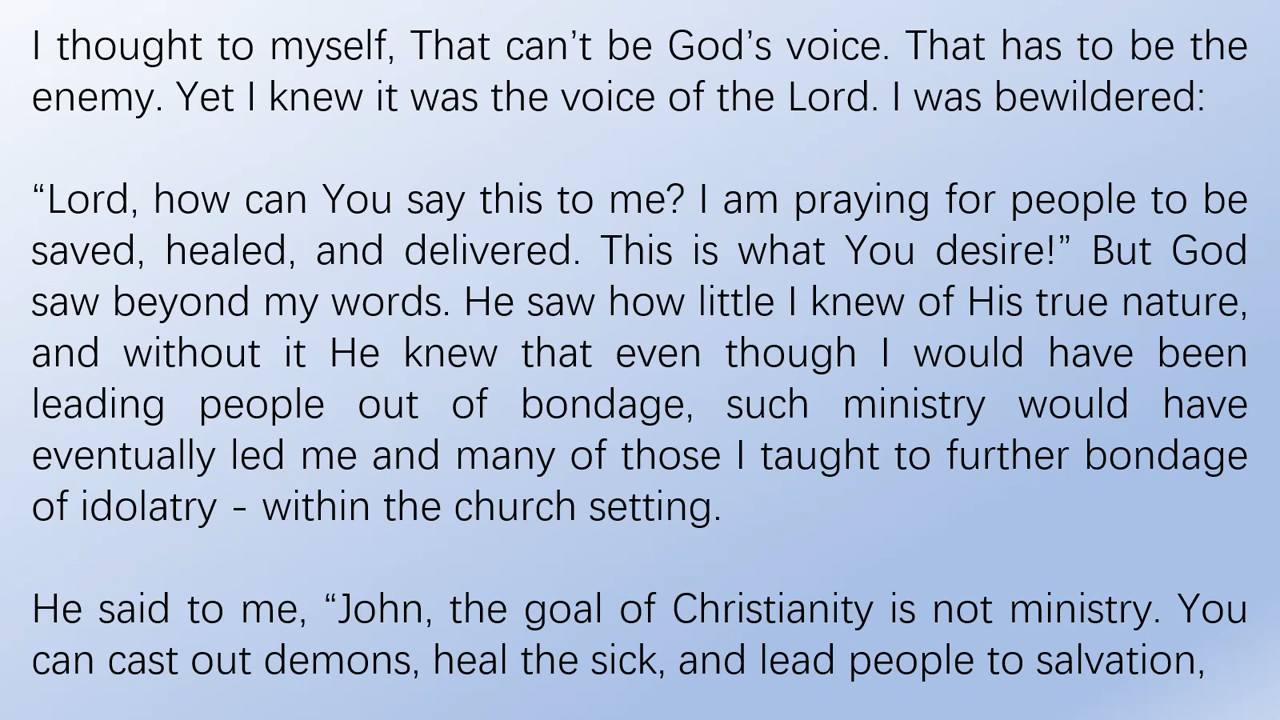 I thought to myself, That can’t be God’s voice. That has to be the
enemy. Yet I knew it was the voice of the Lord. I was bewildered:
“Lord, how can You say this to me? I am praying for people to be
saved, healed, and delivered. This is what You desire!” But God
saw beyond my words. He saw how little I knew of His true nature,
and without it He knew that even though I would have been
leading people out of bondage, such ministry would have
eventually led me and many of those I taught to further bondage
of idolatry - within the church setting.
He said to me, “John, the goal of Christianity is not ministry. You
can cast out demons, heal the sick, and lead people to salvation,